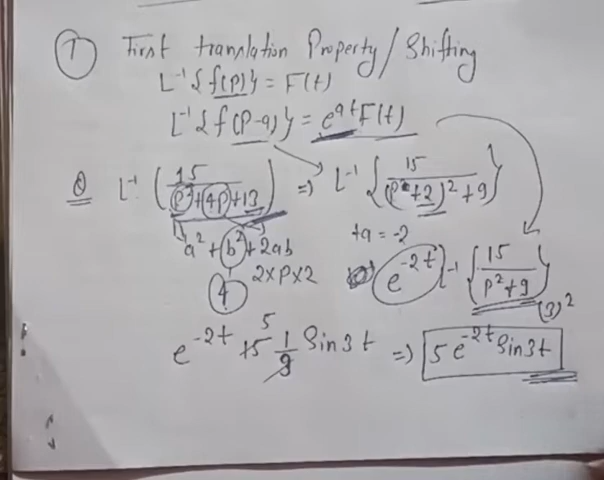 ① First translation Property/Shifting
L⁻¹{f(p)} = F(t)
L⁻¹{f(p-a)} = e^{at} F(t)
Q L⁻¹ (15 / (p²+4p+13)) => L⁻¹ {15 / ((p+2)²+9)}
a²+b²+2ab
+a = -2
4
2×p×2
e^{-2t} L⁻¹ {15 / (p²+9)}
(3)²
e^{-2t} 15 5 1/3 Sin3t => 5e^{-2t} Sin3t